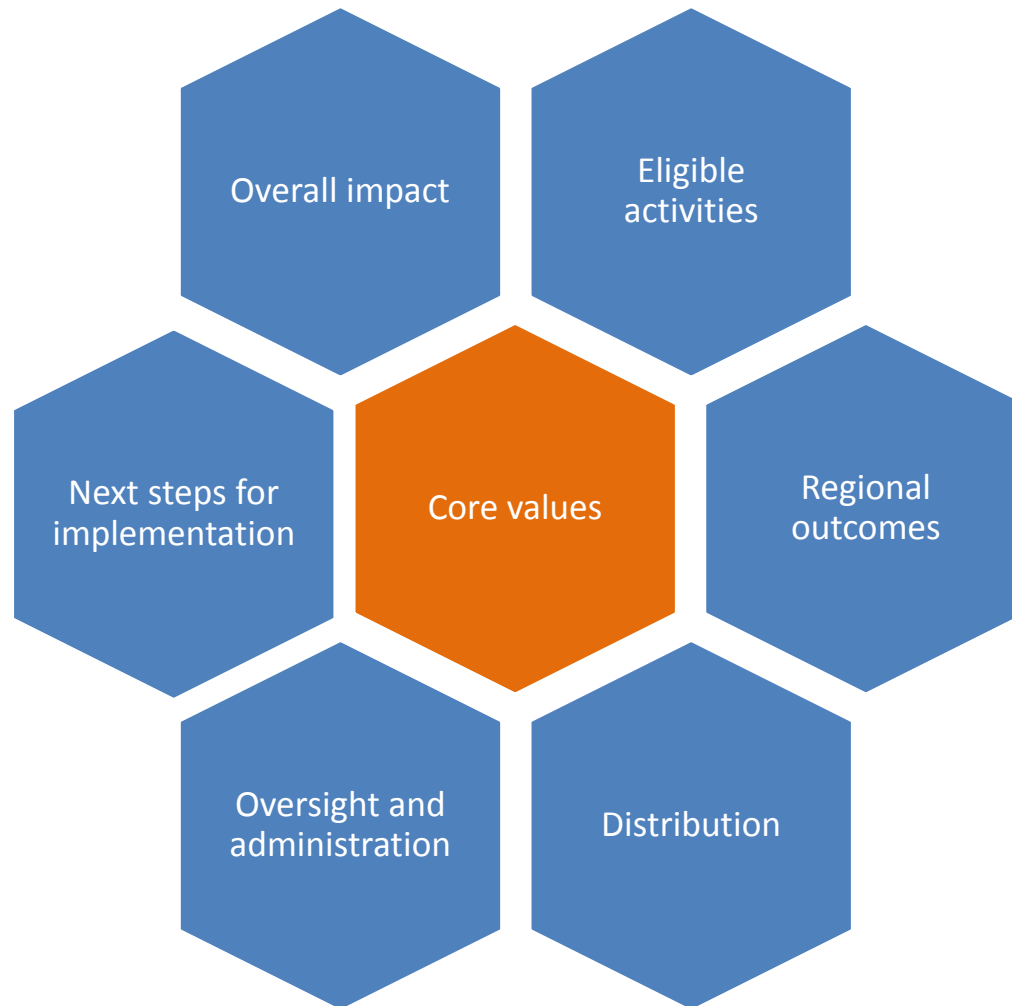 Overall impact
Eligible
activities
Next steps for
implementation
Core values
Regional
outcomes
Oversight and
administration
Distribution